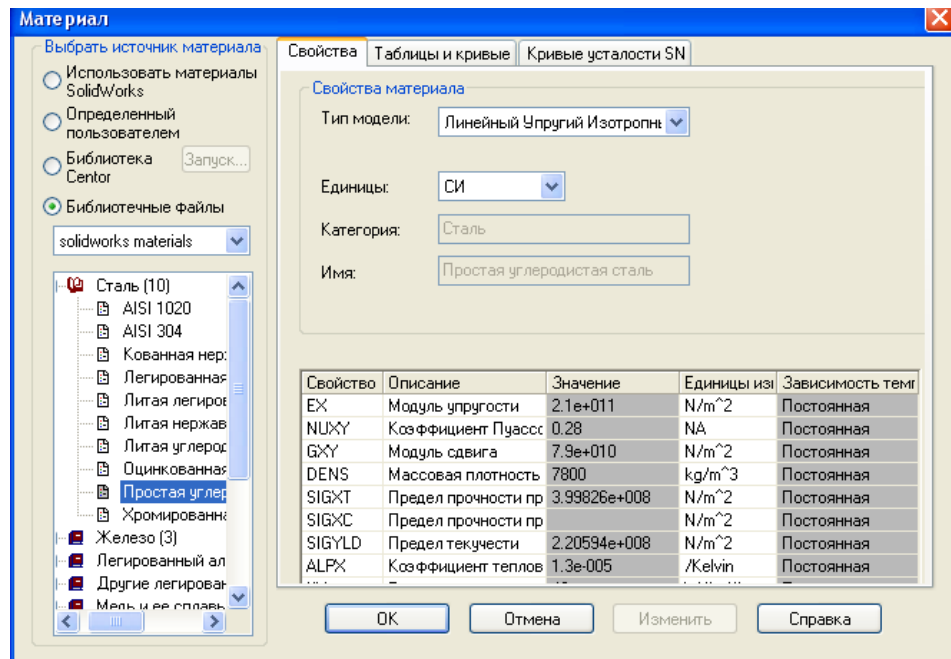 Материал
Выбрать источник материала
Использовать материалы
SolidWorks
Определенный
пользователем
Библиотека
Centor
Запуск...
Библиотечные файлы
solidworks materials
Сталь (10)
AISI 1020
AISI 304
Кованная нер:
Легированная
Литая легиров
Литая нержав
Литая углерод
Оцинкованная
Простая углер
Хромированна
Железо (3)
Легированный ал
Другие легирован
Медь и ее сплавы
Свойства Таблицы и кривые Кривые усталости SN
Свойства материала
Тип модели: Линейный Упругий Изотропнь
Единицы: СИ
Категория: Сталь
Имя: Простая углеродистая сталь
Свойство Описание Значение Единицы изм Зависимость темп
EX Модуль упругости 2.1e+011 N/m^2 Постоянная
NUXY Коэффициент Пуассо 0.28 NA Постоянная
GXY Модуль сдвига 7.9e+010 N/m^2 Постоянная
DENS Массовая плотность 7800 kg/m^3 Постоянная
SIGXT Предел прочности пр 3.99826e+008 N/m^2 Постоянная
SIGXC Предел прочности пр N/m^2 Постоянная
SIGYLD Предел текучести 2.20594e+008 N/m^2 Постоянная
ALPX Коэффициент теплов 1.3e-005 /Kelvin Постоянная
OK Отмена Изменить Справка